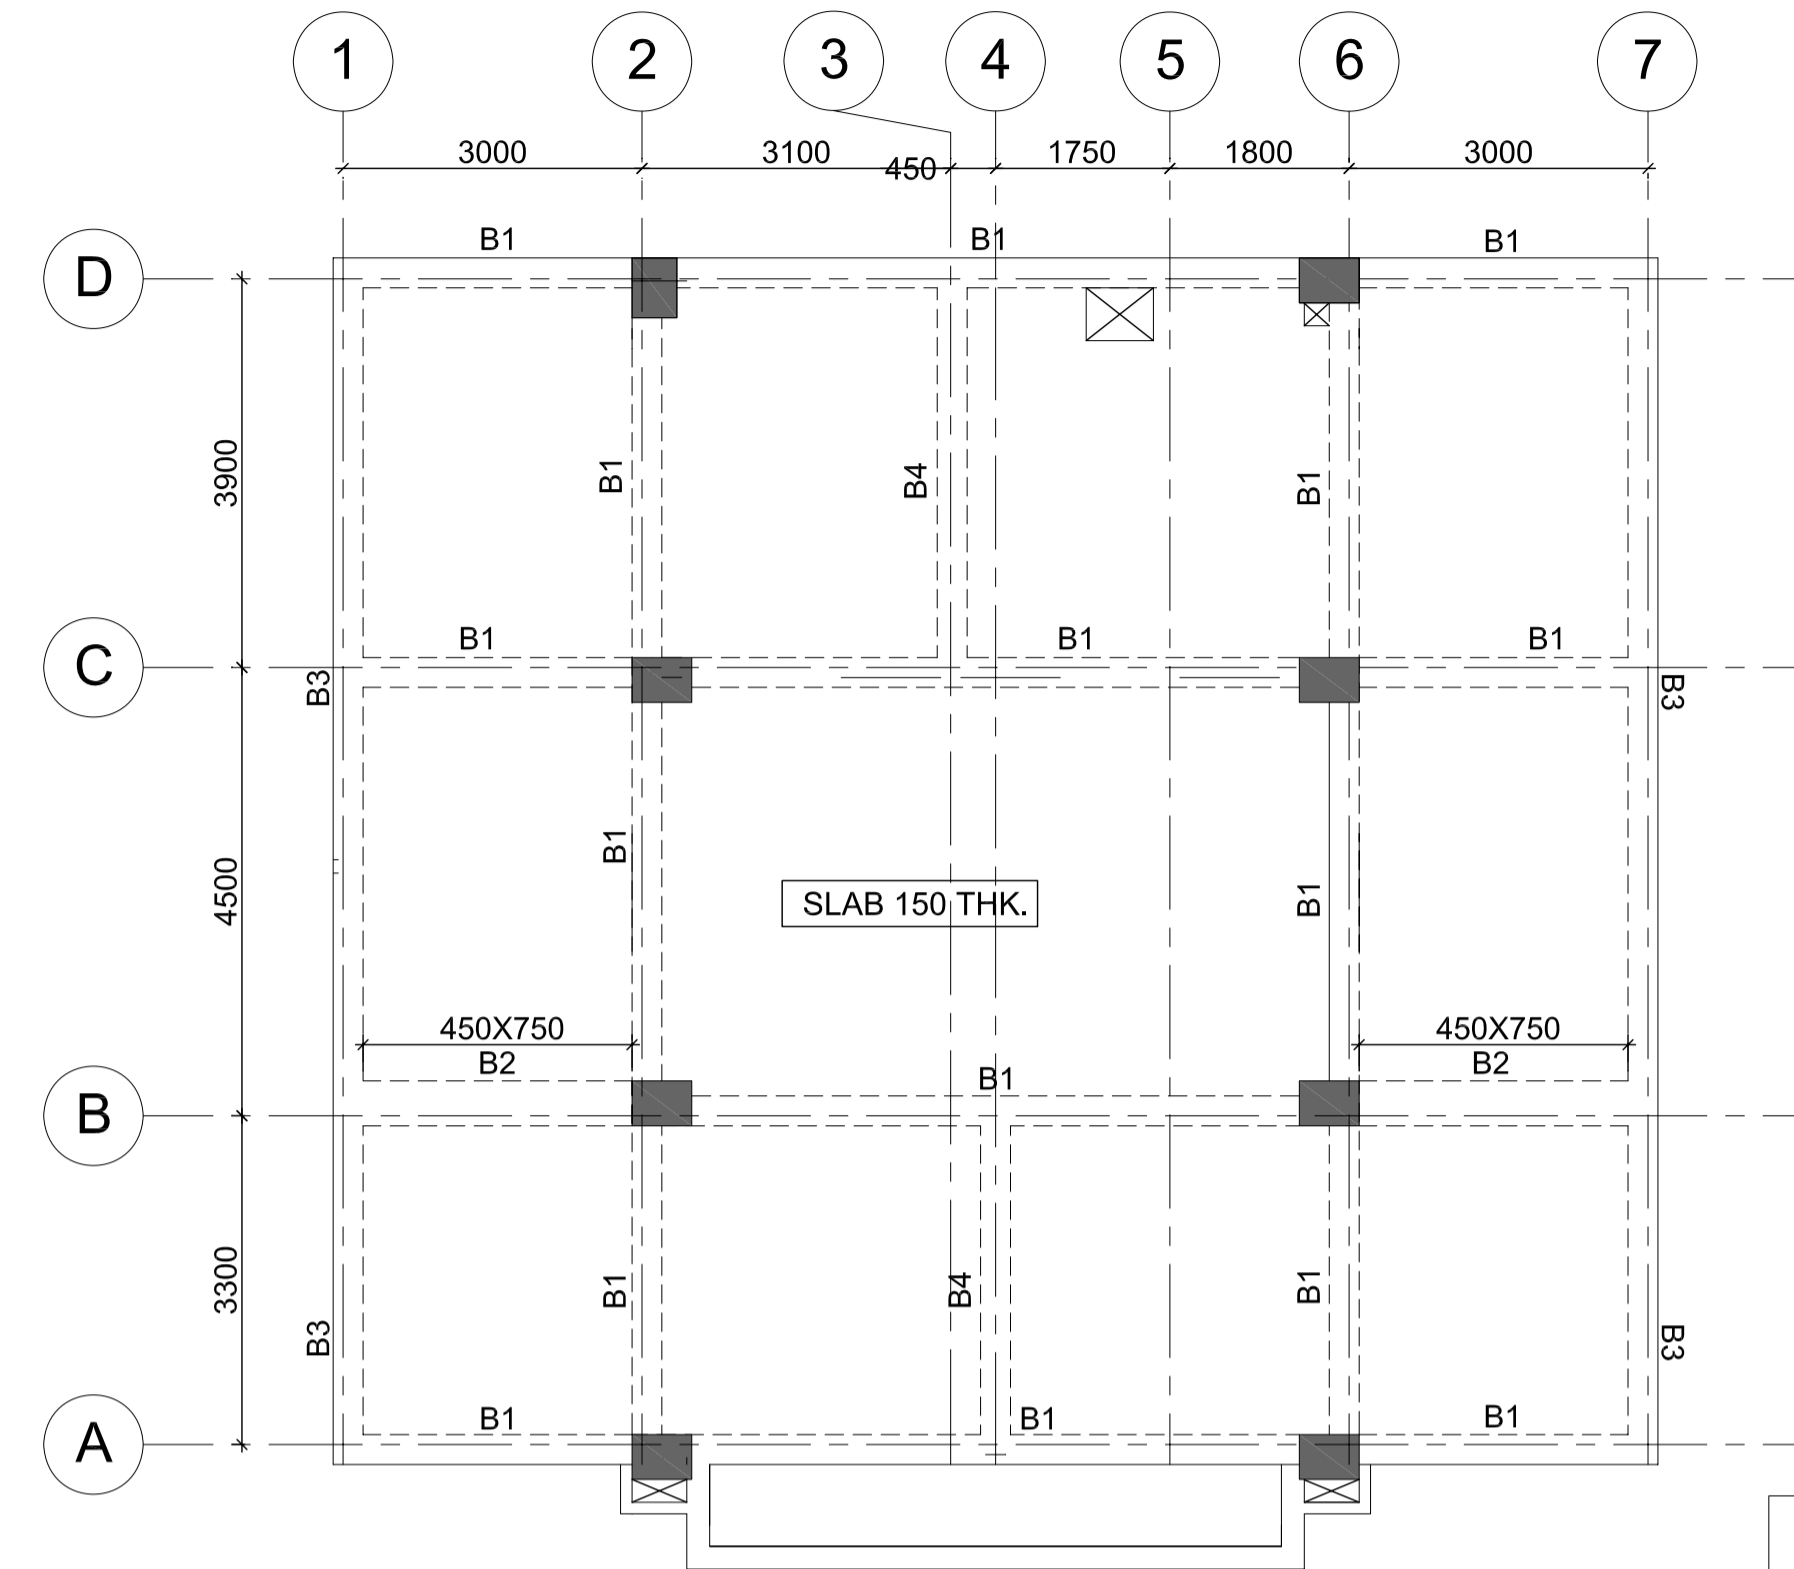 1 2 3 4 5 6 7
3000 3100 450 1750 1800 3000
B1 B1 B1
D
3900
B1 B4 B1
B1 B1 B1
C
B3 B3
B1 B1
4500
SLAB 150 THK.
450X750 450X750
B2 B1 B2
B
3300
B1 B4 B1
B3 B3
B1 B1 B1
A